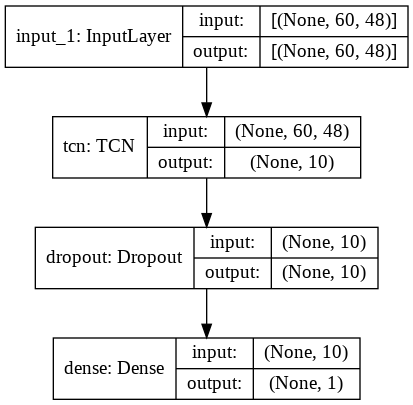 input_1: InputLayer input: [(None, 60, 48)]
output: [(None, 60, 48)]
tcn: TCN input: (None, 60, 48)
output: (None, 10)
dropout: Dropout input: (None, 10)
output: (None, 10)
dense: Dense input: (None, 10)
output: (None, 1)